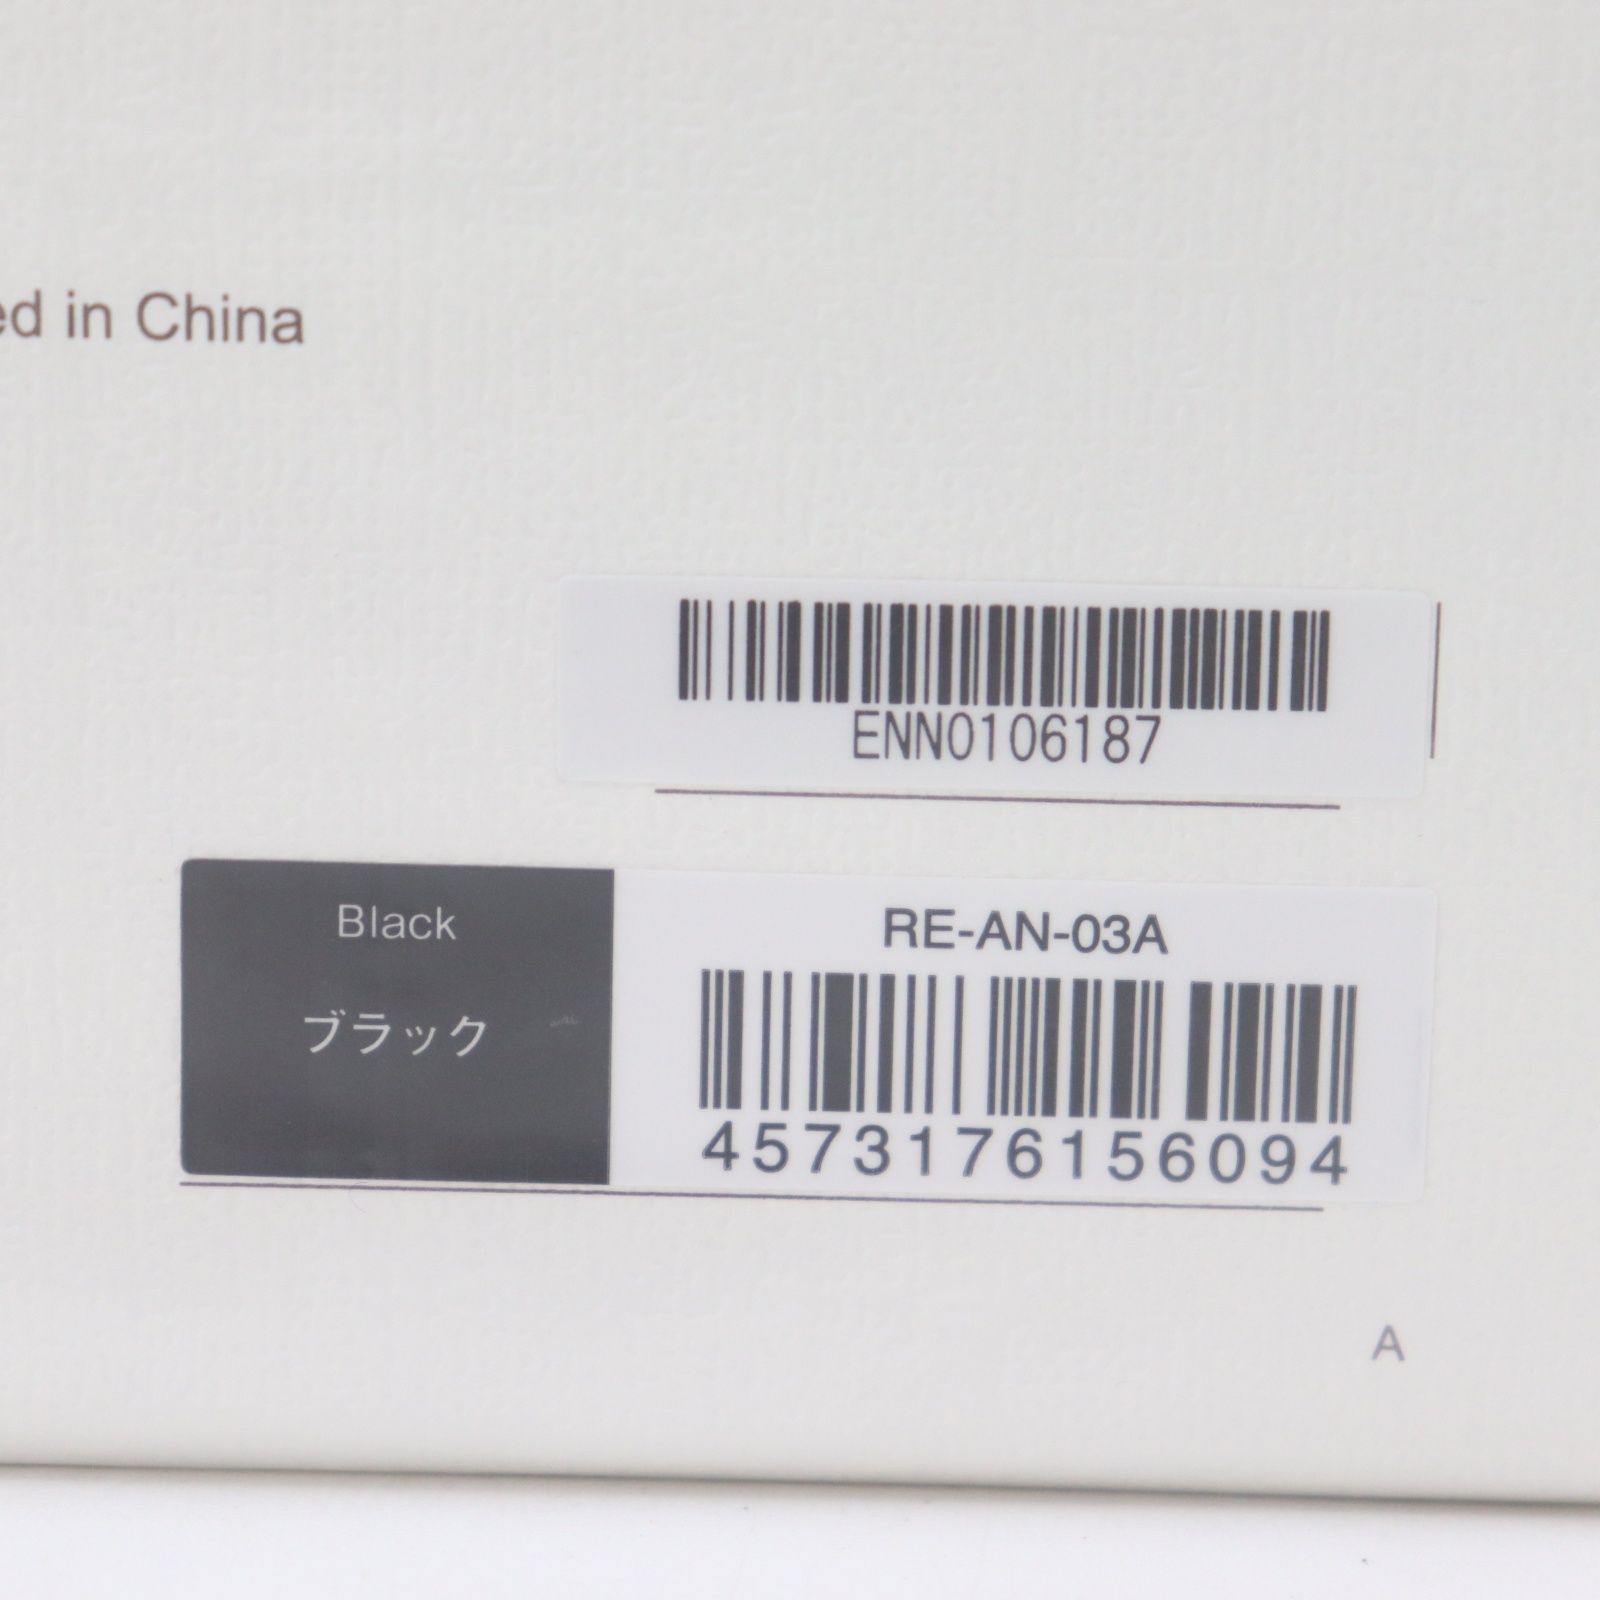 ed in China
ENN0106187
Black
ブラック
RE-AN-03A
4573176156094
A